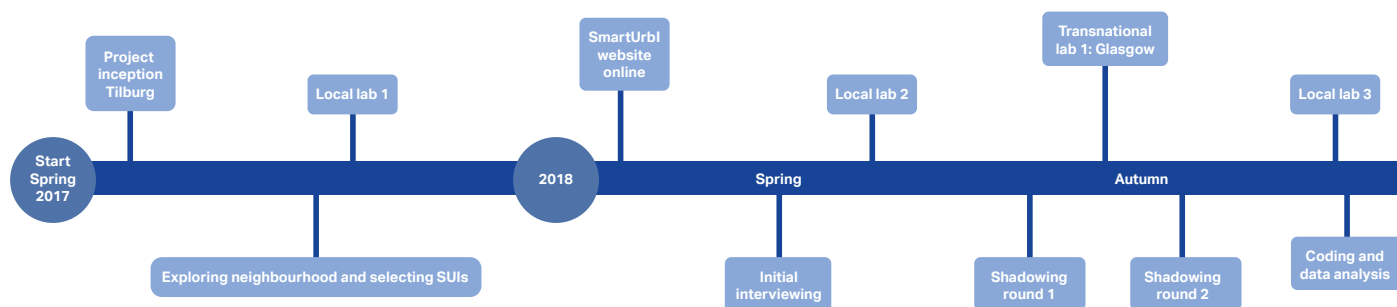 Project
inception
Tilburg
Local lab 1
SmartUrbI
website
online
Local lab 2
Transnational
lab 1: Glasgow
Local lab 3
Start
Spring
2017
2018
Spring
Autumn
Exploring neighbourhood and selecting SUIs
Initial
interviewing
Shadowing
round 1
Shadowing
round 2
Coding and
data analysis